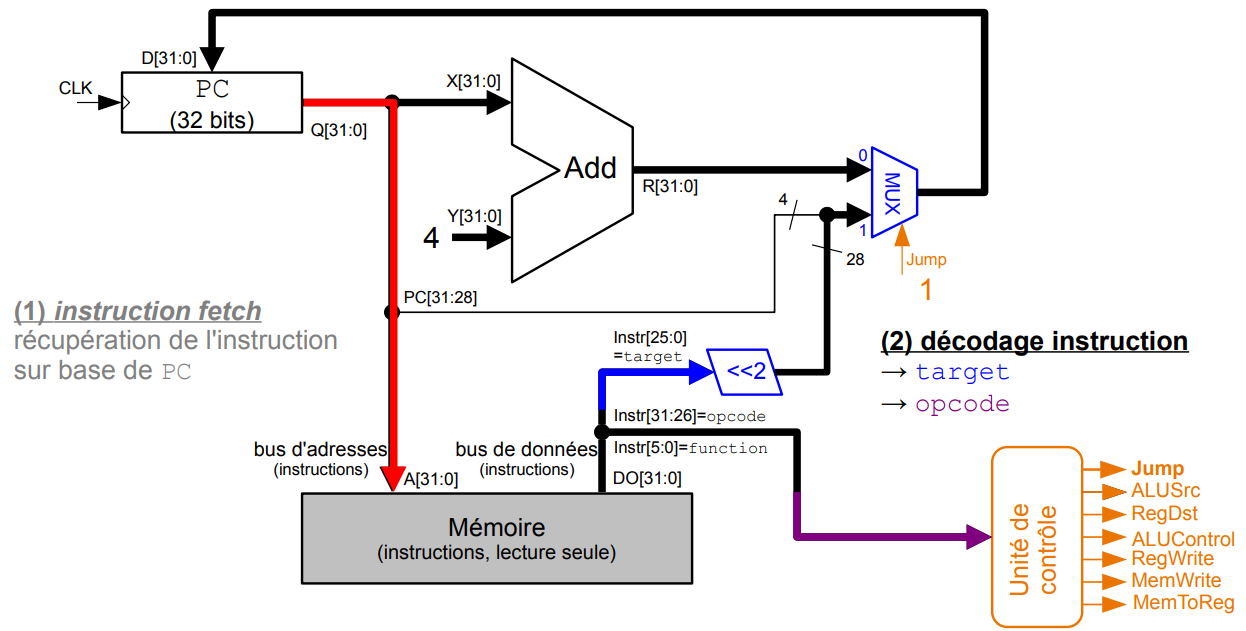 D[31:0]
CLK
PC
(32 bits)
Q[31:0]
X[31:0]
Add
Y[31:0]
4
R[31:0]
0
MUX
1
4
28
Jump
1
PC[31:28]
(1) instruction fetch
récupération de l'instruction
sur base de PC
(2) décodage instruction
→ target
→ opcode
Instr[25:0]
=target
<<2
Instr[31:26]=opcode
Instr[5:0]=function
bus d'adresses
(instructions)
bus de données
(instructions)
A[31:0]
DO[31:0]
Mémoire
(instructions, lecture seule)
Unité de
contrôle
Jump
ALUSrc
RegDst
ALUControl
RegWrite
MemWrite
MemToReg